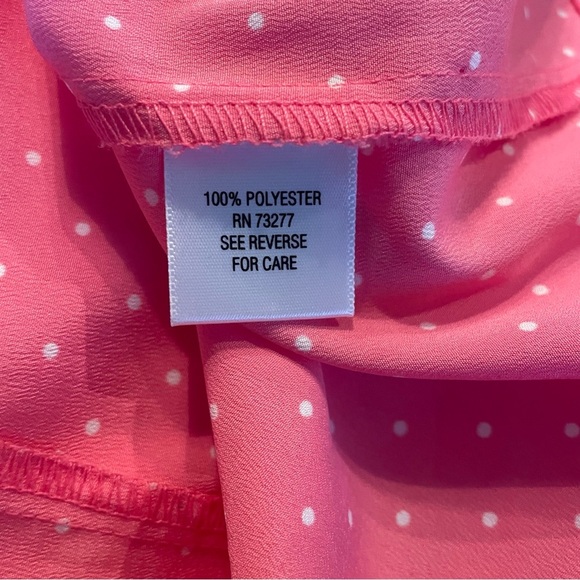 100% POLYESTER
RN 73277
SEE REVERSE
FOR CARE